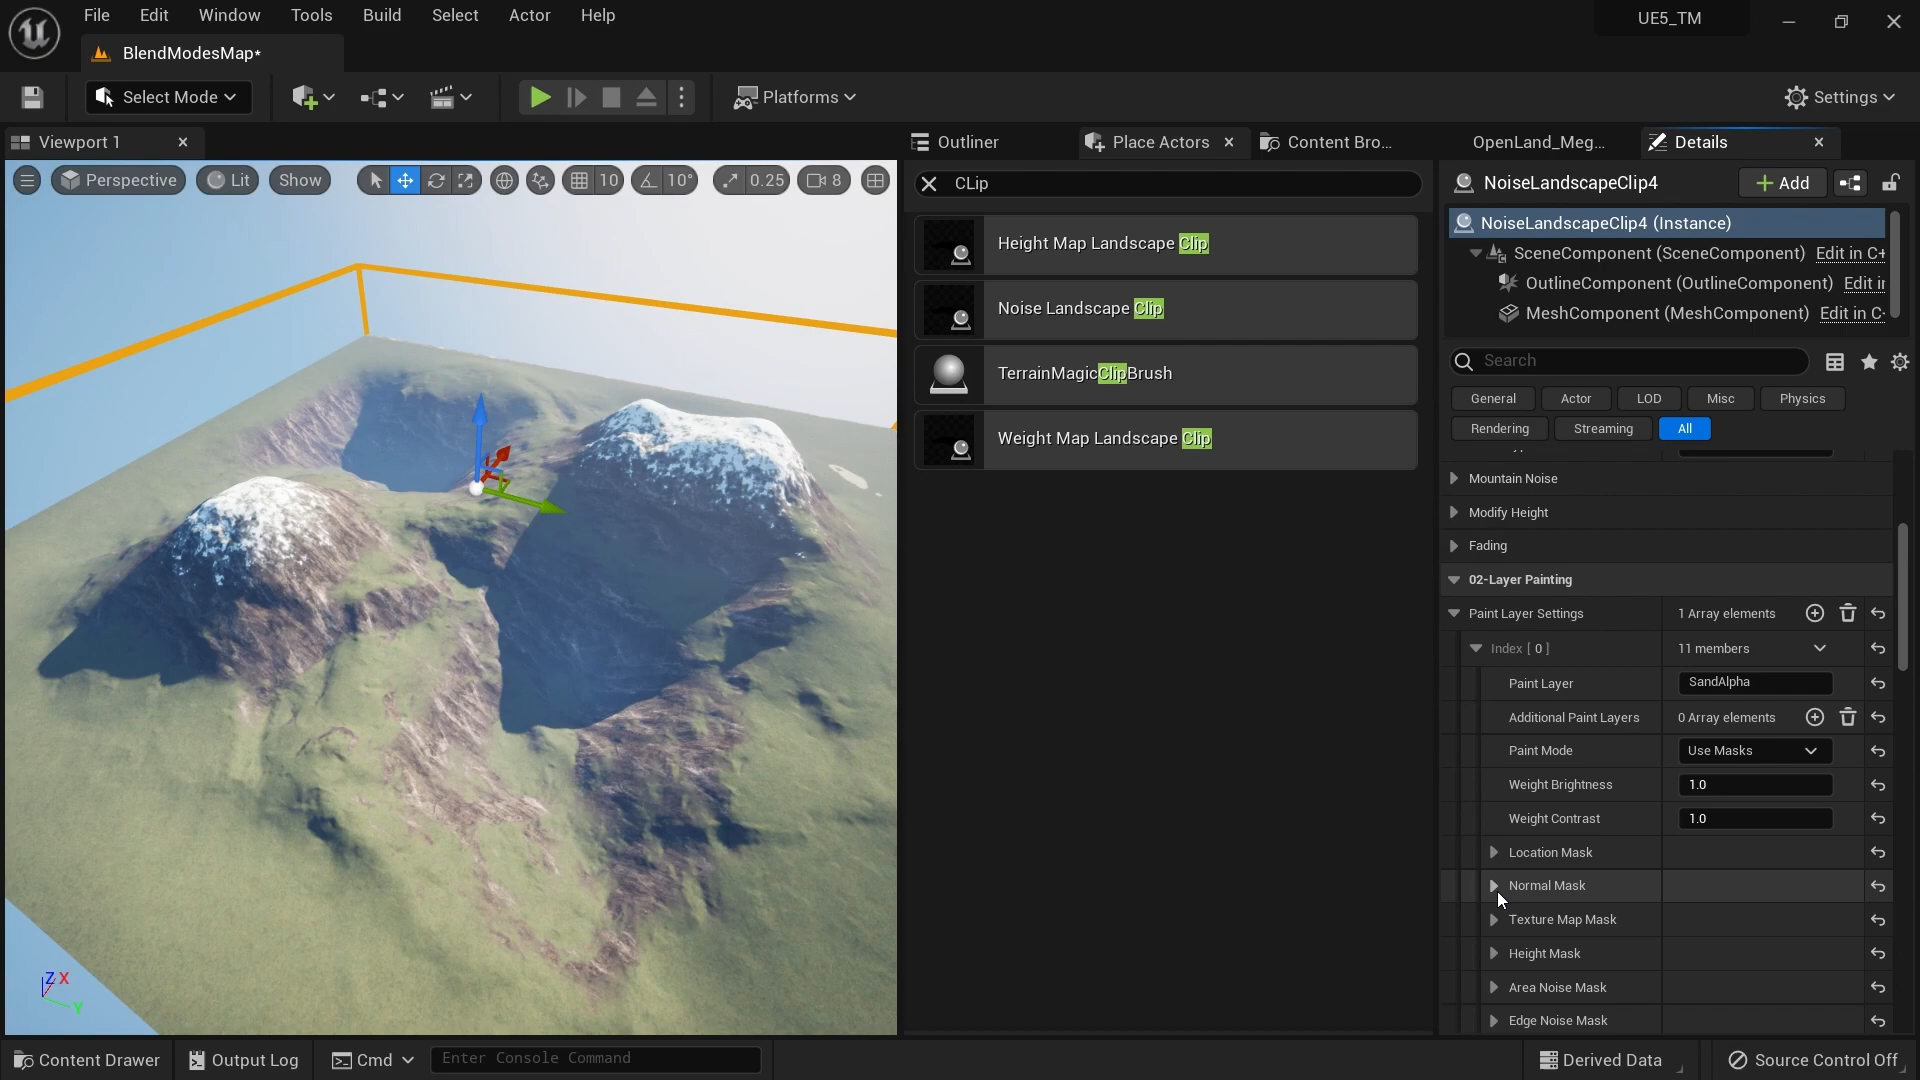 File Edit Window Tools Build Select Actor Help
UE5_TM
BlendModesMap*
Select Mode
Platforms
Settings
Viewport 1
Outliner
Place Actors
Content Bro...
OpenLand_Meg...
Details
Perspective
Lit
Show
10
10°
0.25
8
CLip
NoiseLandscapeClip4
Add
NoiseLandscapeClip4 (Instance)
SceneComponent (SceneComponent) Edit in C+
OutlineComponent (OutlineComponent) Edit in
MeshComponent (MeshComponent) Edit in C
Height Map Landscape Clip
Noise Landscape Clip
TerrainMagicClipBrush
Weight Map Landscape Clip
Search
General Actor LOD Misc Physics
Rendering Streaming All
Mountain Noise
Modify Height
Fading
02-Layer Painting
Paint Layer Settings 1 Array elements
Index [ 0 ] 11 members
Paint Layer SandAlpha
Additional Paint Layers 0 Array elements
Paint Mode Use Masks
Weight Brightness 1.0
Weight Contrast 1.0
Location Mask
Normal Mask
Texture Map Mask
Height Mask
Area Noise Mask
Edge Noise Mask
Z X
Y
Content Drawer
Output Log
Cmd
Enter Console Command
Derived Data
Source Control Off